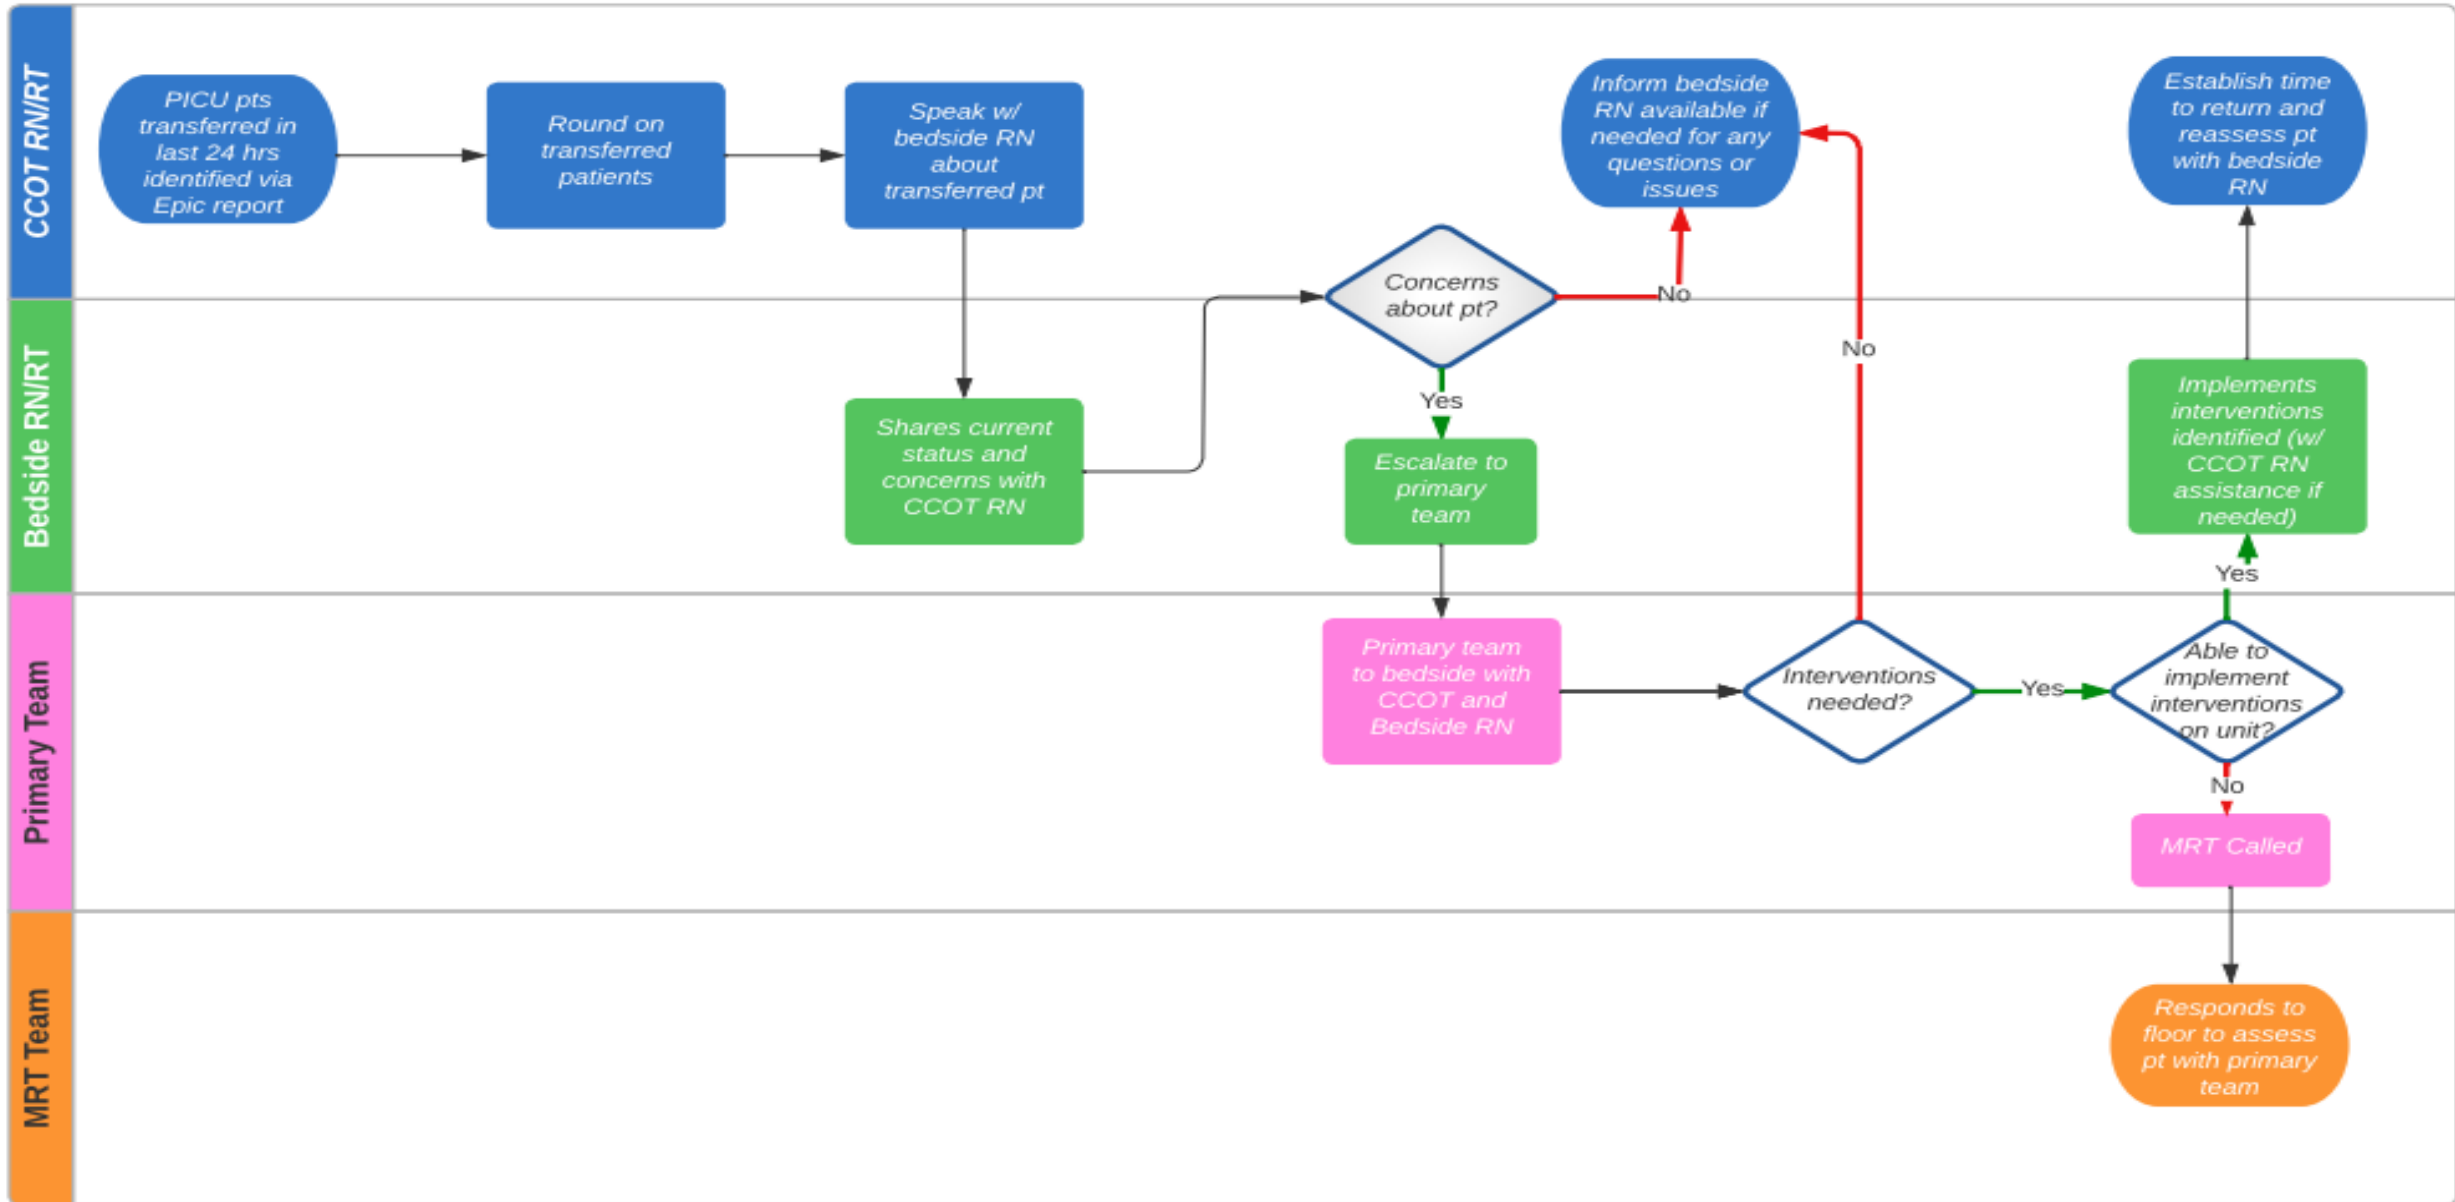 CCOT RN/RT
PICU pts
transferred in
last 24 hrs
identified via
Epic report
Round on
transferred
patients
Speak w/
bedside RN
about
transferred pt
Inform bedside
RN available if
needed for any
questions or
issues
Establish time
to return and
reassess pt
with bedside
RN
Concerns
about pt?
No
Bedside RN/RT
Shares current
status and
concerns with
CCOT RN
Yes
Escalate to
primary
team
No
Implements
interventions
identified (w/
CCOT RN
assistance if
needed)
Yes
Primary Team
Primary team
to bedside with
CCOT and
Bedside RN
Interventions
needed?
Yes
Able to
implement
interventions
on unit?
No
MRT Called
MRT Team
Responds to
floor to assess
pt with primary
team